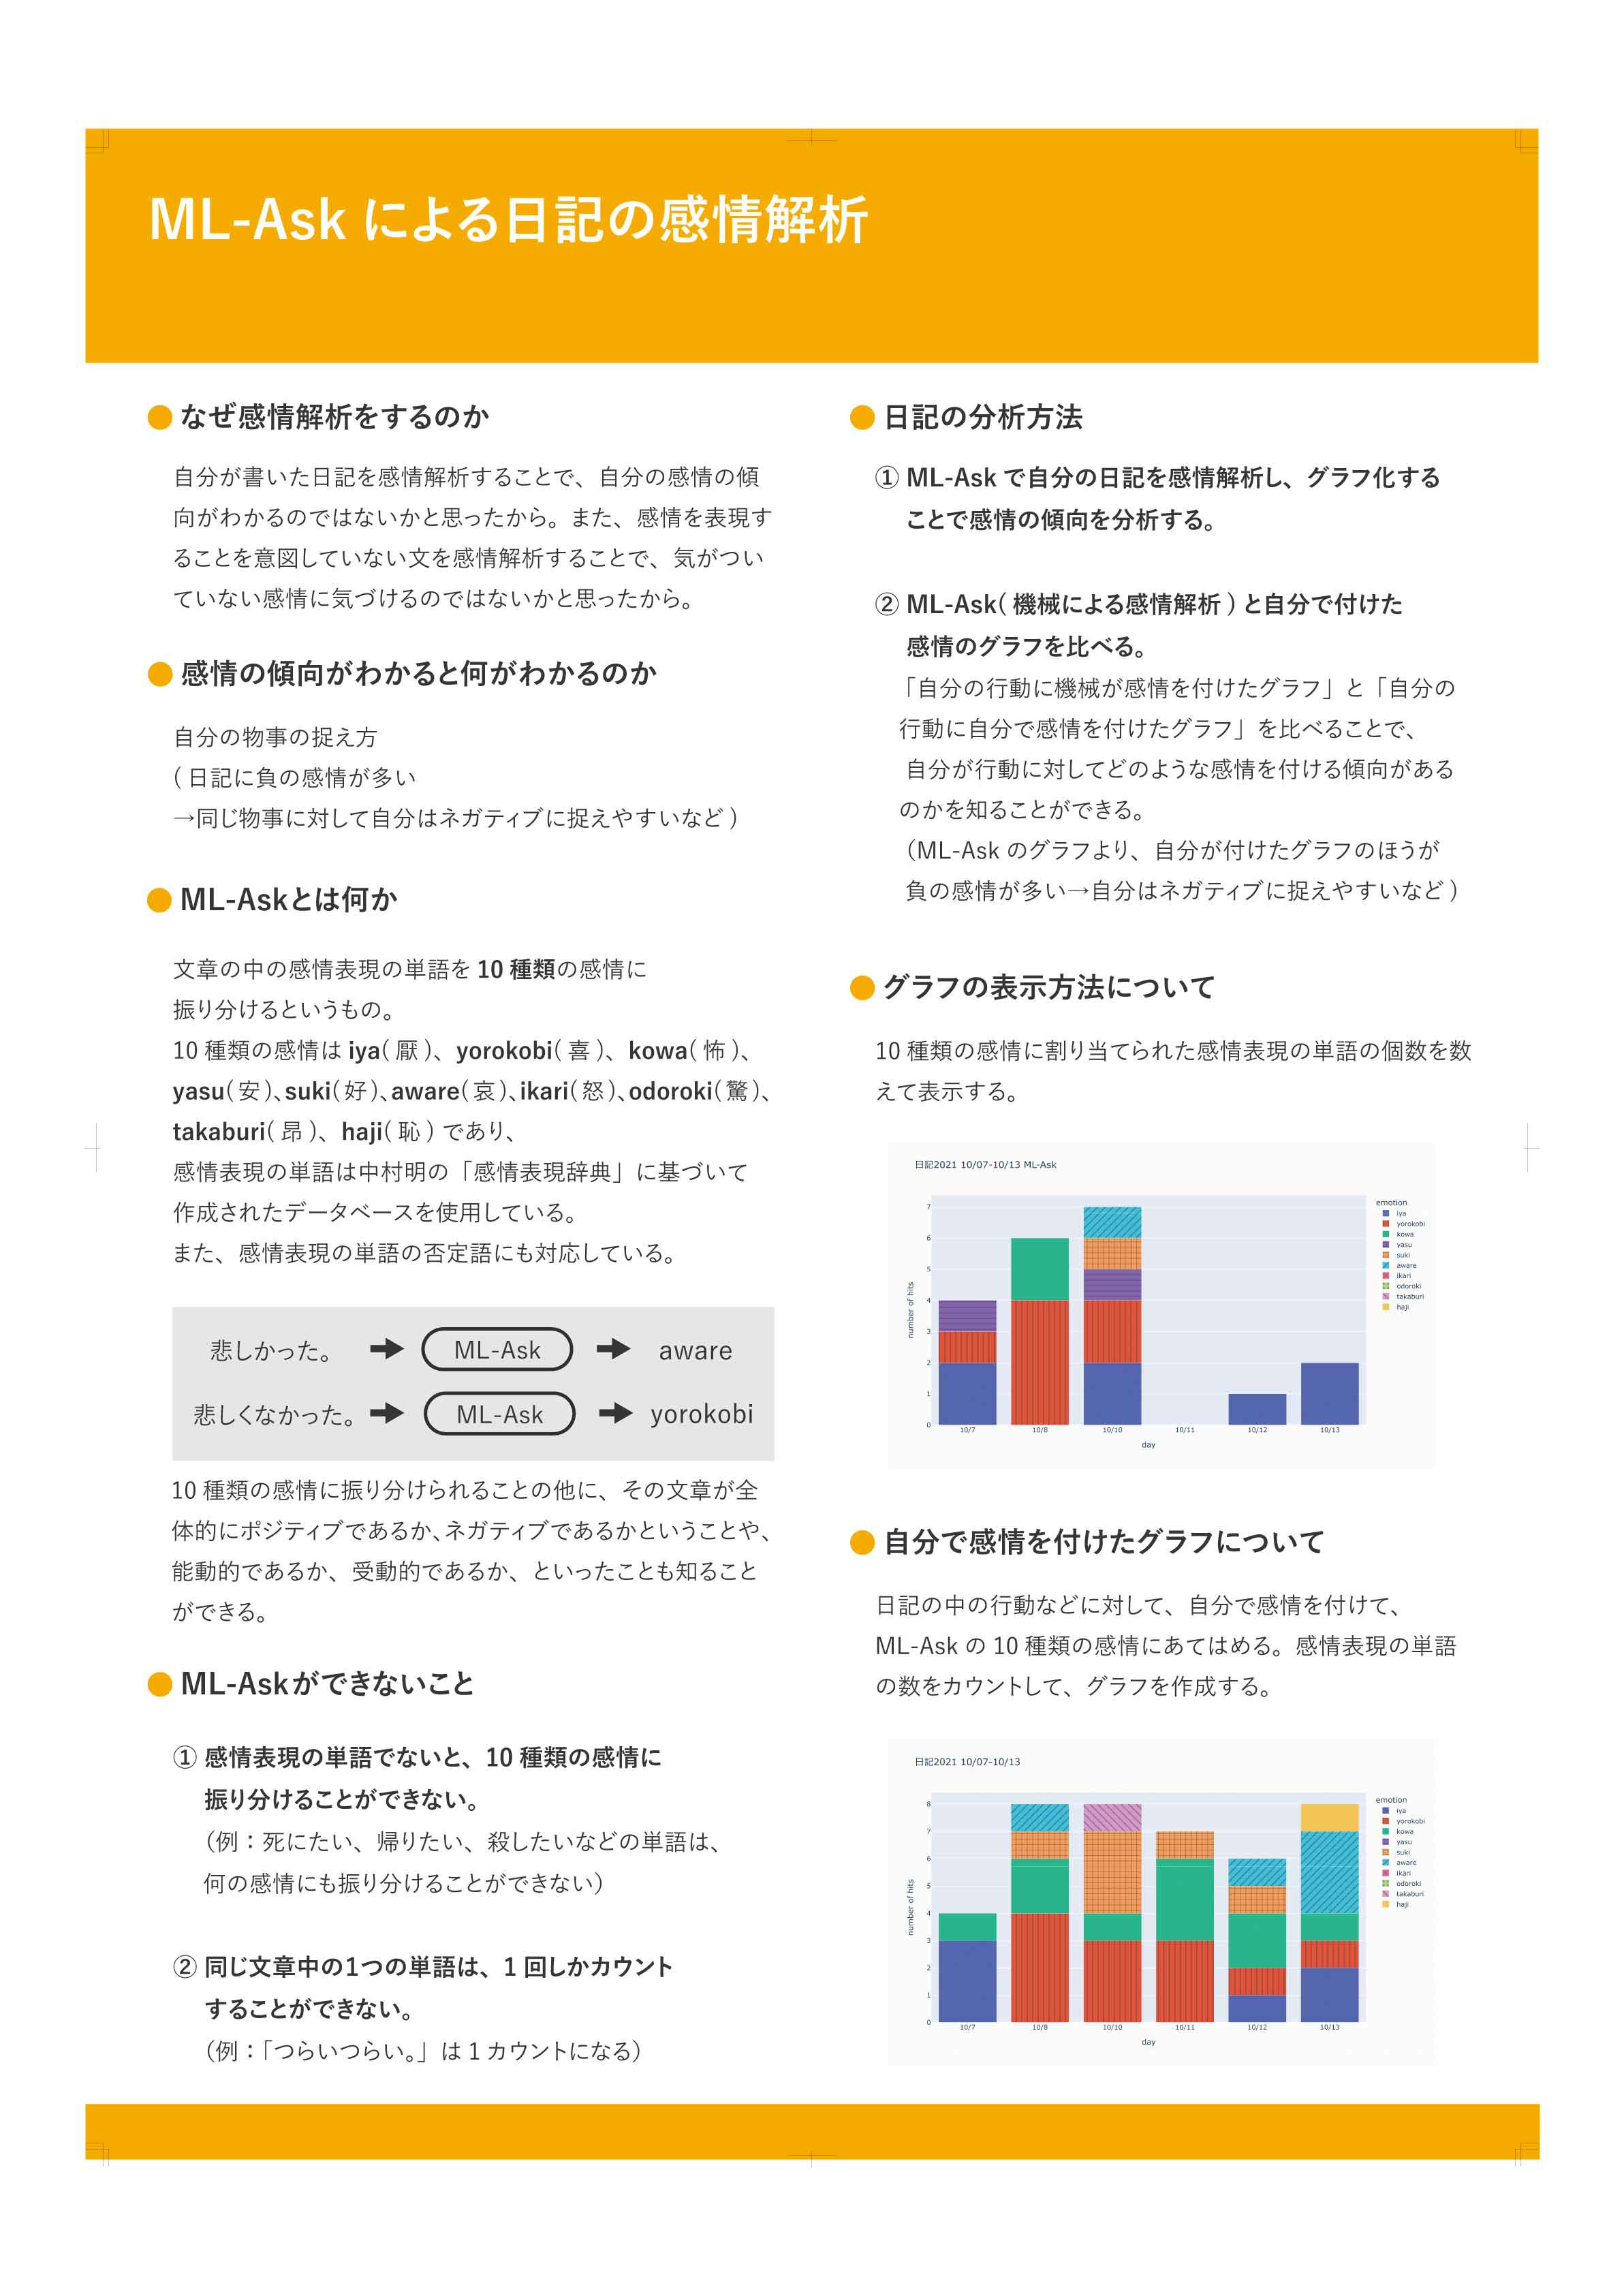 ML-Ask による日記の感情解析
なぜ感情解析をするのか
自分が書いた日記を感情解析することで、自分の感情の傾
向がわかるのではないかと思ったから。また、感情を表現す
ることを意図していない文を感情解析することで、気がつい
ていない感情に気づけるのではないかと思ったから。
感情の傾向がわかると何がわかるのか
自分の物事の捉え方
( 日記に負の感情が多い
→同じ物事に対して自分はネガティブに捉えやすいなど )
ML-Askとは何か
文章の中の感情表現の単語を 10 種類の感情に
振り分けるというもの。
10 種類の感情は iya( 厭 )、yorokobi( 喜 )、kowa( 怖 )、
yasu( 安 )、suki( 好 )、aware( 哀 )、ikari( 怒 )、odoroki( 驚 )、
takaburi( 昂 )、haji( 恥 ) であり、
感情表現の単語は中村明の「感情表現辞典」に基づいて
作成されたデータベースを使用している。
また、感情表現の単語の否定語にも対応している。
悲しかった。 ML-Ask aware
悲しくなかった。 ML-Ask yorokobi
10 種類の感情に振り分けられることの他に、その文章が全
体的にポジティブであるか、ネガティブであるかということや、
能動的であるか、受動的であるか、といったことも知ること
ができる。
ML-Askができないこと
① 感情表現の単語でないと、10 種類の感情に
振り分けることができない。
（例：死にたい、帰りたい、殺したいなどの単語は、
何の感情にも振り分けることができない）
② 同じ文章中の1つの単語は、1 回しかカウント
することができない。
（例：「つらいつらい。」は 1 カウントになる）
日記の分析方法
① ML-Ask で自分の日記を感情解析し、グラフ化する
ことで感情の傾向を分析する。
② ML-Ask( 機械による感情解析 ) と自分で付けた
感情のグラフを比べる。
「自分の行動に機械が感情を付けたグラフ」と「自分の
行動に自分で感情を付けたグラフ」を比べることで、
自分が行動に対してどのような感情を付ける傾向がある
のかを知ることができる。
（ML-Ask のグラフより、自分が付けたグラフのほうが
負の感情が多い→自分はネガティブに捉えやすいなど )
グラフの表示方法について
10 種類の感情に割り当てられた感情表現の単語の個数を数
えて表示する。
日記2021 10/07-10/13 ML-Ask
number of hits
7
6
5
4
3
2
1
0
10/7 10/8 10/10 10/11 10/12 10/13
day
emotion
iya
yorokobi
kowa
yasu
suki
aware
ikari
odoroki
takaburi
haji
自分で感情を付けたグラフについて
日記の中の行動などに対して、自分で感情を付けて、
ML-Ask の 10 種類の感情にあてはめる。感情表現の単語
の数をカウントして、グラフを作成する。
日記2021 10/07-10/13
number of hits
8
7
6
5
4
3
2
1
0
10/7 10/8 10/10 10/11 10/12 10/13
day
emotion
iya
yorokobi
kowa
yasu
suki
aware
ikari
odoroki
takaburi
haji